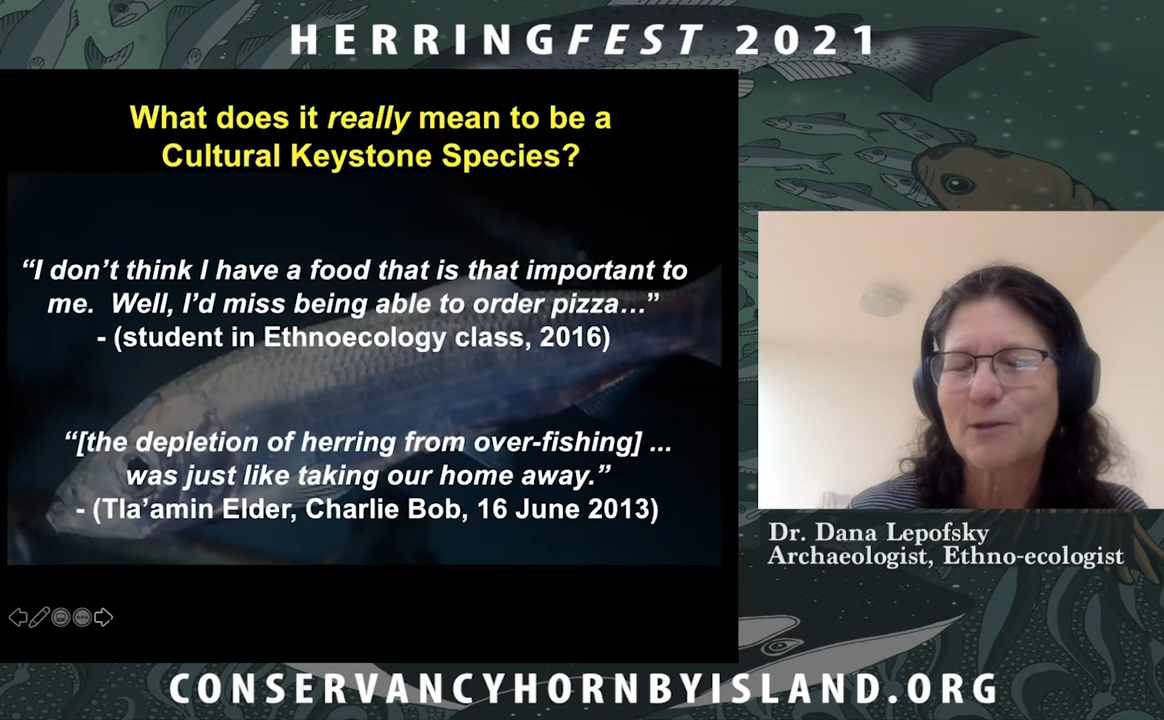 HERRINGFEST 2021
What does it really mean to be a
Cultural Keystone Species?
“I don’t think I have a food that is that important to
me.  Well, I’d miss being able to order pizza…”
- (student in Ethnoecology class, 2016)
“[the depletion of herring from over-fishing] ...
was just like taking our home away.”
- (Tla’amin Elder, Charlie Bob, 16 June 2013)
Dr. Dana Lepofsky
Archaeologist, Ethno-ecologist
CONSERVANCYHORNBYISLAND.ORG